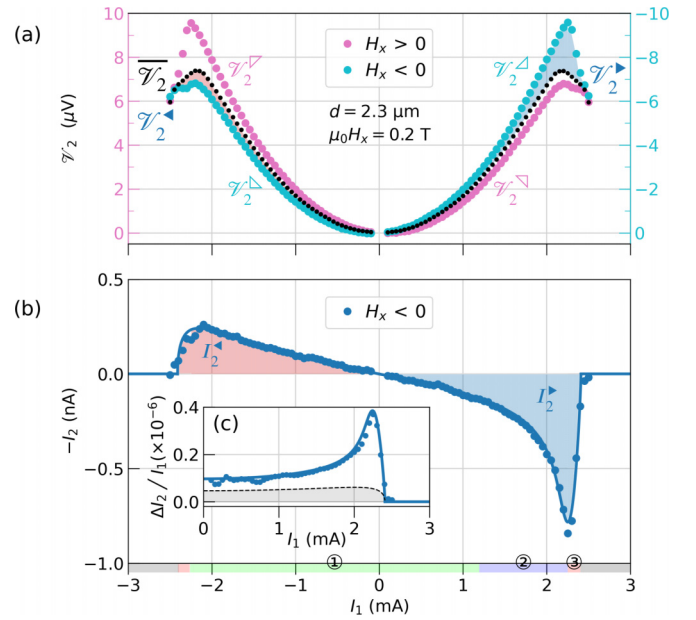 (a)
10
8
6
4
2
0
𝒱₂ (μV)
𝒱₂
𝒱₂◀
𝒱₂
𝒱₂
H_x > 0
H_x < 0
d = 2.3 μm
μ₀H_x = 0.2 T
𝒱₂
𝒱₂▶
𝒱₂
−10
−8
−6
−4
−2
0
(b)
0.5
0.0
−0.5
−1.0
−I₂ (nA)
H_x < 0
I₂◀
I₂▶
(c)
0.4
0.2
0.0
ΔI₂ / I₁(×10⁻⁶)
0 1 2 3
I₁ (mA)
① ② ③
−3 −2 −1 0 1 2 3
I₁ (mA)